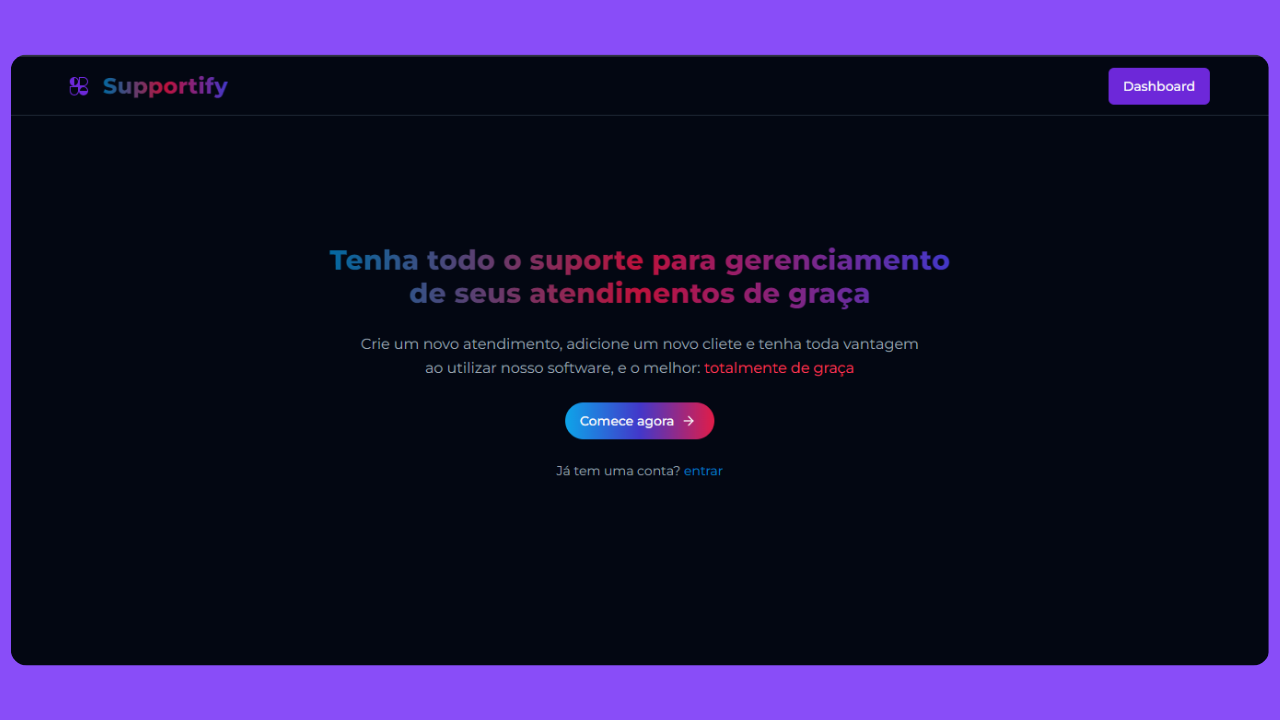 Supportify
Dashboard
Tenha todo o suporte para gerenciamento
de seus atendimentos de graça
Crie um novo atendimento, adicione um novo cliete e tenha toda vantagem
ao utilizar nosso software, e o melhor: totalmente de graça
Comece agora →
Já tem uma conta? entrar